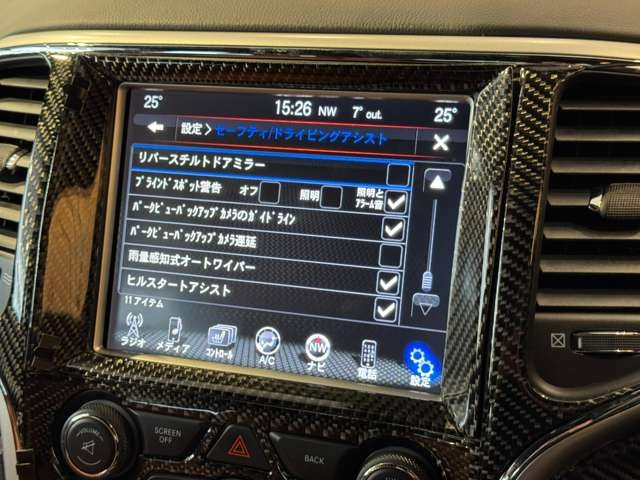 25° 15:26 NW 7° out. 25°
設定 > セーフティ/ドライビングアシスト
リバースチルトドアミラー
ブラインドスポット警告 オフ 照明 照明と アラーム音
パークビューバックアップカメラのガイドライン
パークビューバックアップカメラ遅延
雨量感知式オートワイパー
ヒルスタートアシスト
11アイテム
ラジオ メディア コントロール A/C NW ナビ 電話 設定
VOLUME SCREEN OFF BACK